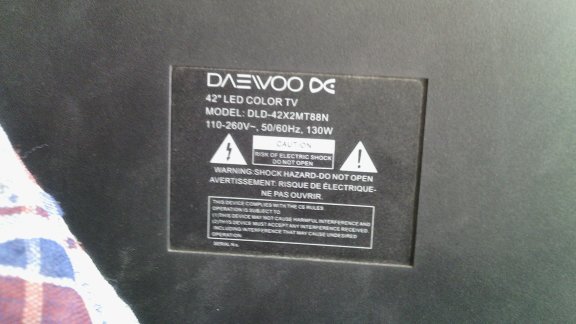 DAEWOO
42" LED COLOR TV
MODEL: DLD-42X2MT88N
110-260V~, 50/60Hz, 130W
CAUTION
RISK OF ELECTRIC SHOCK
DO NOT OPEN
WARNING:SHOCK HAZARD-DO NOT OPEN
AVERTISSEMENT: RISQUE DE ÉLECTRIQUE-
NE PAS OUVRIR.
THIS DEVICE COMPLIES WITH THE CE RULES
OPERATION IS SUBJECT TO
(1)THIS DEVICE MAY NOT CAUSE HARMFUL INTERFERENCE AND
(2)THIS DEVICE MUST ACCEPT ANY INTERFERENCE RECEIVED
INCLUDING INTERFERENCE THAT MAY CAUSE UNDESIRED
OPERATION.
SERIAL No.